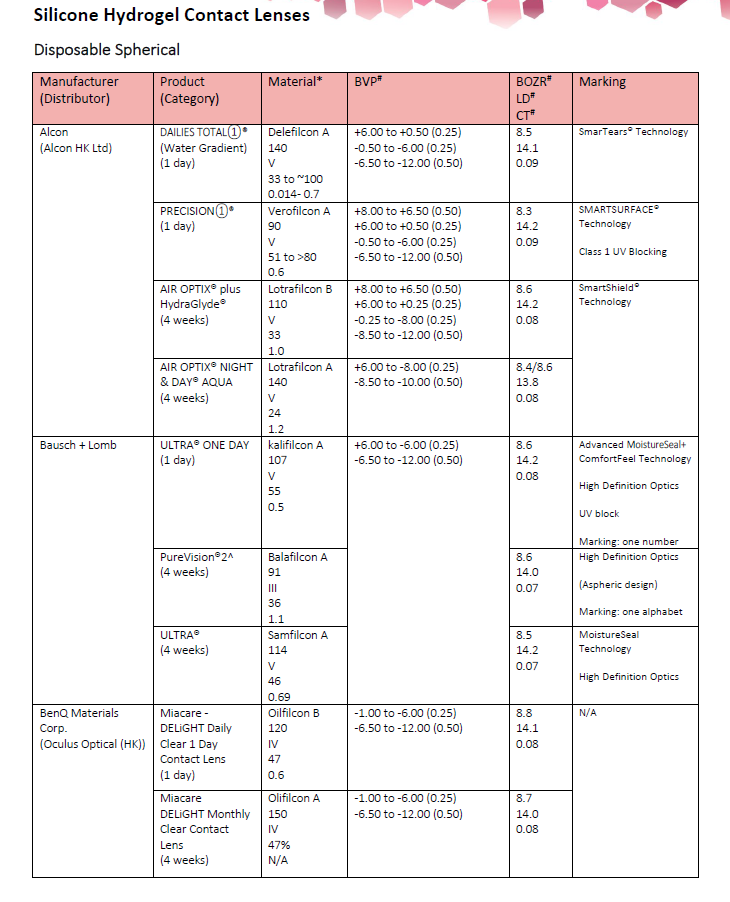 Silicone Hydrogel Contact Lenses
Disposable Spherical
Manufacturer (Distributor)
Product (Category)
Material*
BVP#
BOZR#
LD#
CT#
Marking
Alcon
(Alcon HK Ltd)
DAILIES TOTAL①®
(Water Gradient)
(1 day)
Delefilcon A
140
V
33 to ~100
0.014- 0.7
+6.00 to +0.50 (0.25)
-0.50 to -6.00 (0.25)
-6.50 to -12.00 (0.50)
8.5
14.1
0.09
SmarTears® Technology
PRECISION①®
(1 day)
Verofilcon A
90
V
51 to >80
0.6
+8.00 to +6.50 (0.50)
+6.00 to +0.50 (0.25)
-0.50 to -6.00 (0.25)
-6.50 to -12.00 (0.50)
8.3
14.2
0.09
SMARTSURFACE®
Technology
Class 1 UV Blocking
AIR OPTIX® plus
HydraGlyde®
(4 weeks)
Lotrafilcon B
110
V
33
1.0
+8.00 to +6.50 (0.50)
+6.00 to +0.25 (0.25)
-0.25 to -8.00 (0.25)
-8.50 to -12.00 (0.50)
8.6
14.2
0.08
SmartShield®
Technology
AIR OPTIX® NIGHT
& DAY® AQUA
(4 weeks)
Lotrafilcon A
140
V
24
1.2
+6.00 to -8.00 (0.25)
-8.50 to -10.00 (0.50)
8.4/8.6
13.8
0.08
Bausch + Lomb
ULTRA® ONE DAY
(1 day)
kalifilcon A
107
V
55
0.5
+6.00 to -6.00 (0.25)
-6.50 to -12.00 (0.50)
8.6
14.2
0.08
Advanced MoistureSeal+
ComfortFeel Technology
High Definition Optics
UV block
Marking: one number
PureVision®2^
(4 weeks)
Balafilcon A
91
III
36
1.1
8.6
14.0
0.07
High Definition Optics
(Aspheric design)
Marking: one alphabet
ULTRA®
(4 weeks)
Samfilcon A
114
V
46
0.69
8.5
14.2
0.07
MoistureSeal
Technology
High Definition Optics
BenQ Materials
Corp.
(Oculus Optical (HK))
Miacare -
DELiGHT Daily
Clear 1 Day
Contact Lens
(1 day)
Oilfilcon B
120
IV
47
0.6
-1.00 to -6.00 (0.25)
-6.50 to -12.00 (0.50)
8.8
14.1
0.08
N/A
Miacare
DELiGHT Monthly
Clear Contact
Lens
(4 weeks)
Olifilcon A
150
IV
47%
N/A
-1.00 to -6.00 (0.25)
-6.50 to -12.00 (0.50)
8.7
14.0
0.08